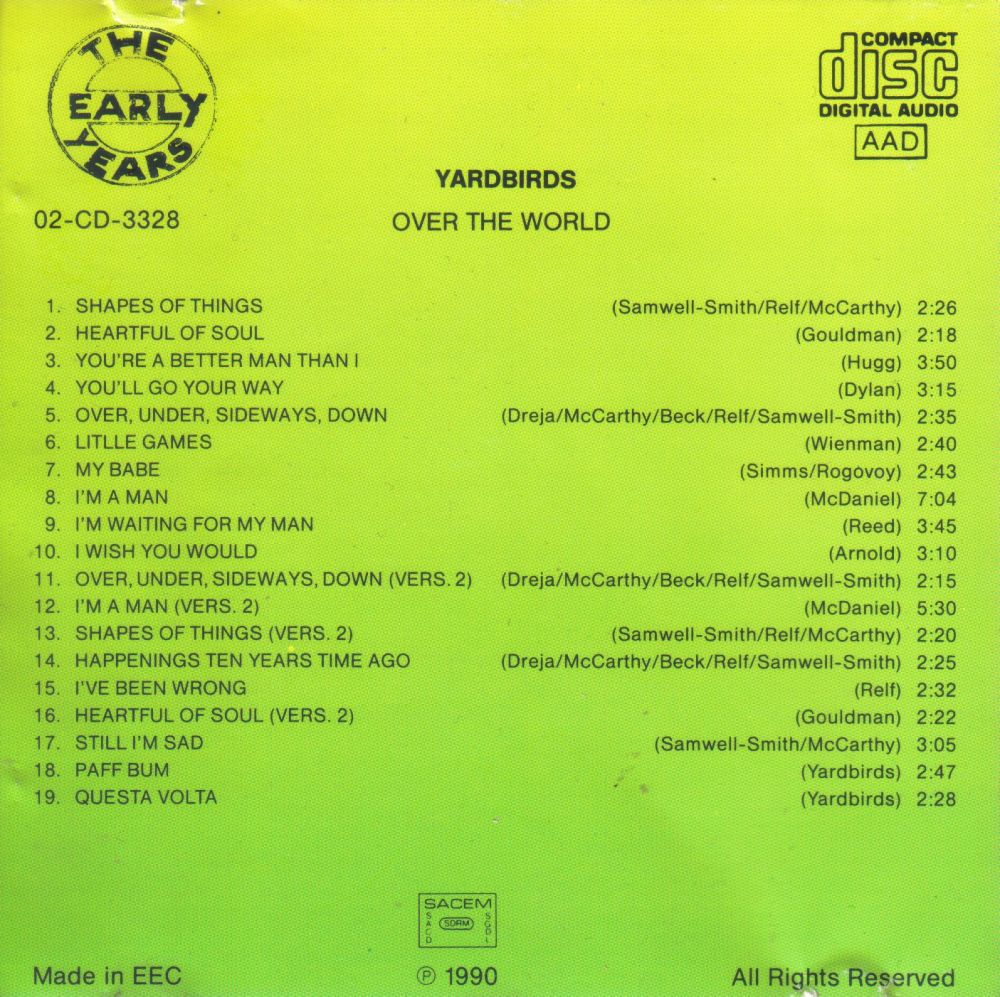 THE
EARLY
YEARS
COMPACT
disc
DIGITAL AUDIO
AAD
YARDBIRDS
02-CD-3328
OVER THE WORLD
1. SHAPES OF THINGS (Samwell-Smith/Relf/McCarthy) 2:26
2. HEARTFUL OF SOUL (Gouldman) 2:18
3. YOU'RE A BETTER MAN THAN I (Hugg) 3:50
4. YOU'LL GO YOUR WAY (Dylan) 3:15
5. OVER, UNDER, SIDEWAYS, DOWN (Dreja/McCarthy/Beck/Relf/Samwell-Smith) 2:35
6. LITLLE GAMES (Wienman) 2:40
7. MY BABE (Simms/Rogovoy) 2:43
8. I'M A MAN (McDaniel) 7:04
9. I'M WAITING FOR MY MAN (Reed) 3:45
10. I WISH YOU WOULD (Arnold) 3:10
11. OVER, UNDER, SIDEWAYS, DOWN (VERS. 2) (Dreja/McCarthy/Beck/Relf/Samwell-Smith) 2:15
12. I'M A MAN (VERS. 2) (McDaniel) 5:30
13. SHAPES OF THINGS (VERS. 2) (Samwell-Smith/Relf/McCarthy) 2:20
14. HAPPENINGS TEN YEARS TIME AGO (Dreja/McCarthy/Beck/Relf/Samwell-Smith) 2:25
15. I'VE BEEN WRONG (Relf) 2:32
16. HEARTFUL OF SOUL (VERS. 2) (Gouldman) 2:22
17. STILL I'M SAD (Samwell-Smith/McCarthy) 3:05
18. PAFF BUM (Yardbirds) 2:47
19. QUESTA VOLTA (Yardbirds) 2:28
SACEM
SACD
SDRM
SGDL
Made in EEC
℗ 1990
All Rights Reserved